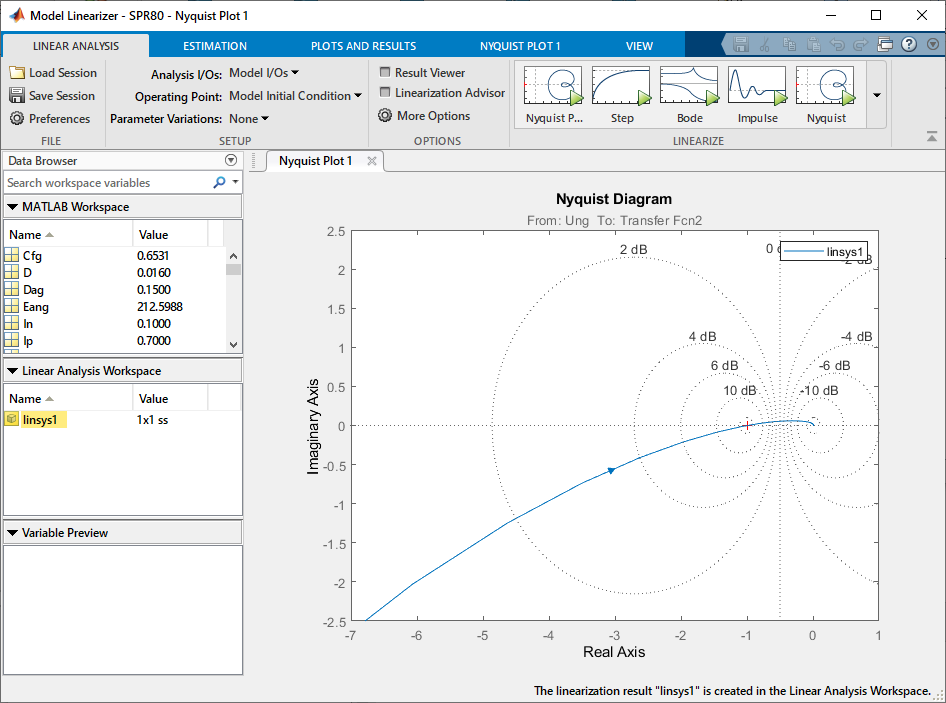 Model Linearizer - SPR80 - Nyquist Plot 1
LINEAR ANALYSIS ESTIMATION PLOTS AND RESULTS NYQUIST PLOT 1 VIEW
Load Session
Save Session
Preferences
FILE
Analysis I/Os: Model I/Os
Operating Point: Model Initial Condition
Parameter Variations: None
SETUP
Result Viewer
Linearization Advisor
More Options
OPTIONS
Nyquist P... Step Bode Impulse Nyquist
LINEARIZE
Data Browser
Search workspace variables
MATLAB Workspace
Name Value
Cfg 0.6531
D 0.0160
Dag 0.1500
Eang 212.5988
In 0.1000
Ip 0.7000
Linear Analysis Workspace
Name Value
linsys1 1x1 ss
Variable Preview
Nyquist Plot 1
Nyquist Diagram
From: Ung To: Transfer Fcn2
2.5
2
1.5
1
0.5
0
-0.5
-1
-1.5
-2
-2.5
Imaginary Axis
2 dB
0
linsys1
4 dB
-4 dB
6 dB
-6 dB
10 dB
-10 dB
-7 -6 -5 -4 -3 -2 -1 0 1
Real Axis
The linearization result "linsys1" is created in the Linear Analysis Workspace.